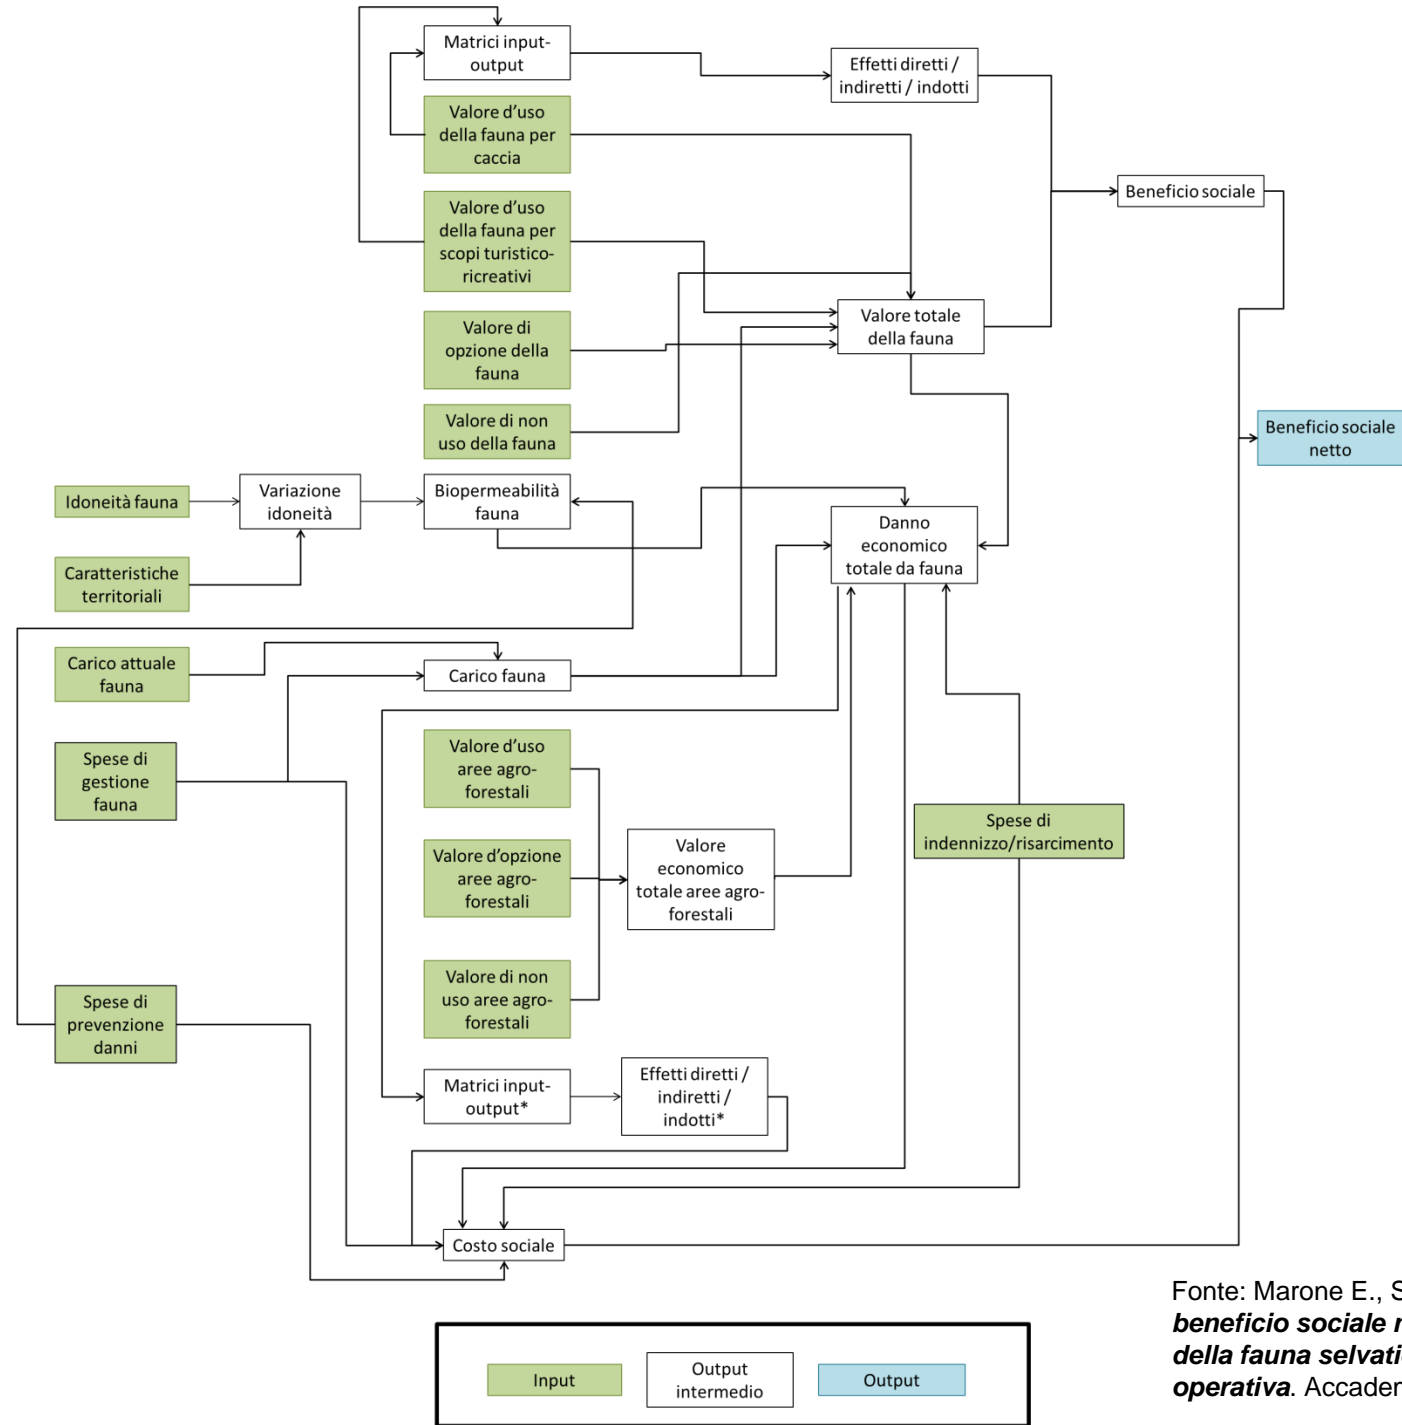 Matrici input-
output
Effetti diretti /
indiretti / indotti
Valore d’uso
della fauna per
caccia
Beneficio sociale
Valore d’uso
della fauna per
scopi turistico-
ricreativi
Valore totale
della fauna
Valore di
opzione della
fauna
Valore di non
uso della fauna
Beneficio sociale
netto
Idoneità fauna
Variazione
idoneità
Biopermeabilità
fauna
Danno
economico
totale da fauna
Caratteristiche
territoriali
Carico attuale
fauna
Carico fauna
Spese di
gestione
fauna
Valore d’uso
aree agro-
forestali
Spese di
indennizzo/risarcimento
Valore d’opzione
aree agro-
forestali
Valore
economico
totale aree agro-
forestali
Valore di non
uso aree agro-
forestali
Spese di
prevenzione
danni
Matrici input-
output*
Effetti diretti /
indiretti /
indotti*
Costo sociale
Fonte: Marone E., S
beneficio sociale
della fauna selvati
operativa. Accade
Input
Output
intermedio
Output